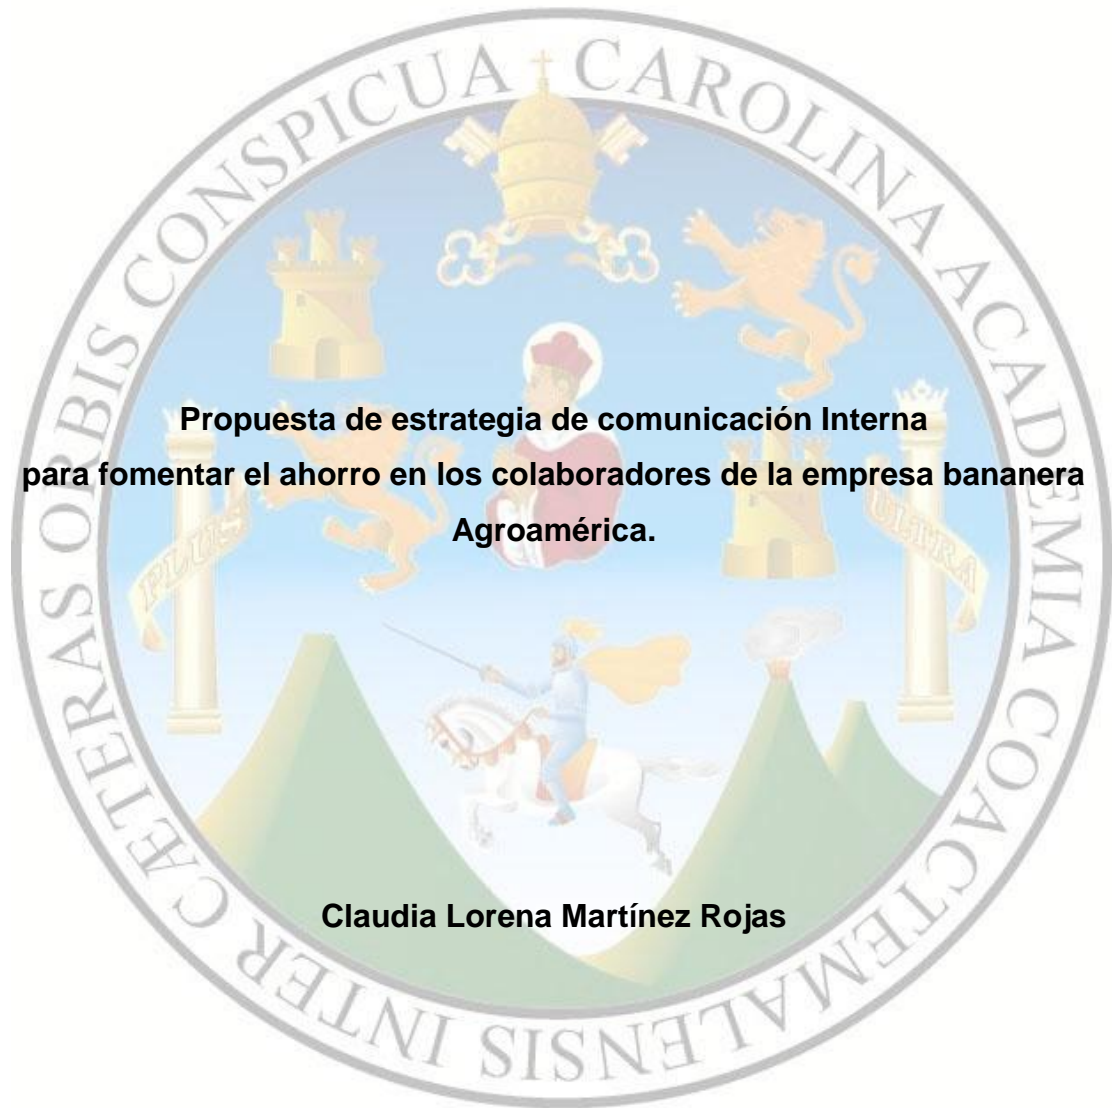 CAROLINA ACADEMIA COACTEMALENSIS INTER CÆTERAS ORBIS CONSPICUA
Propuesta de estrategia de comunicación Interna
para fomentar el ahorro en los colaboradores de la empresa bananera
Agroamérica.
PLUS
ULTRA
Claudia Lorena Martínez Rojas